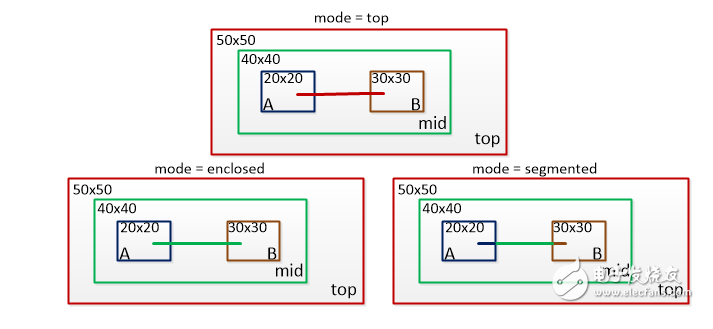 mode = top
50x50
40x40
20x20
30x30
A
B
mid
top
mode = enclosed
50x50
40x40
20x20
30x30
A
B
mid
top
mode = segmented
50x50
40x40
20x20
30x30
A
B
mid
top
电子发烧友
www.elecfans.com